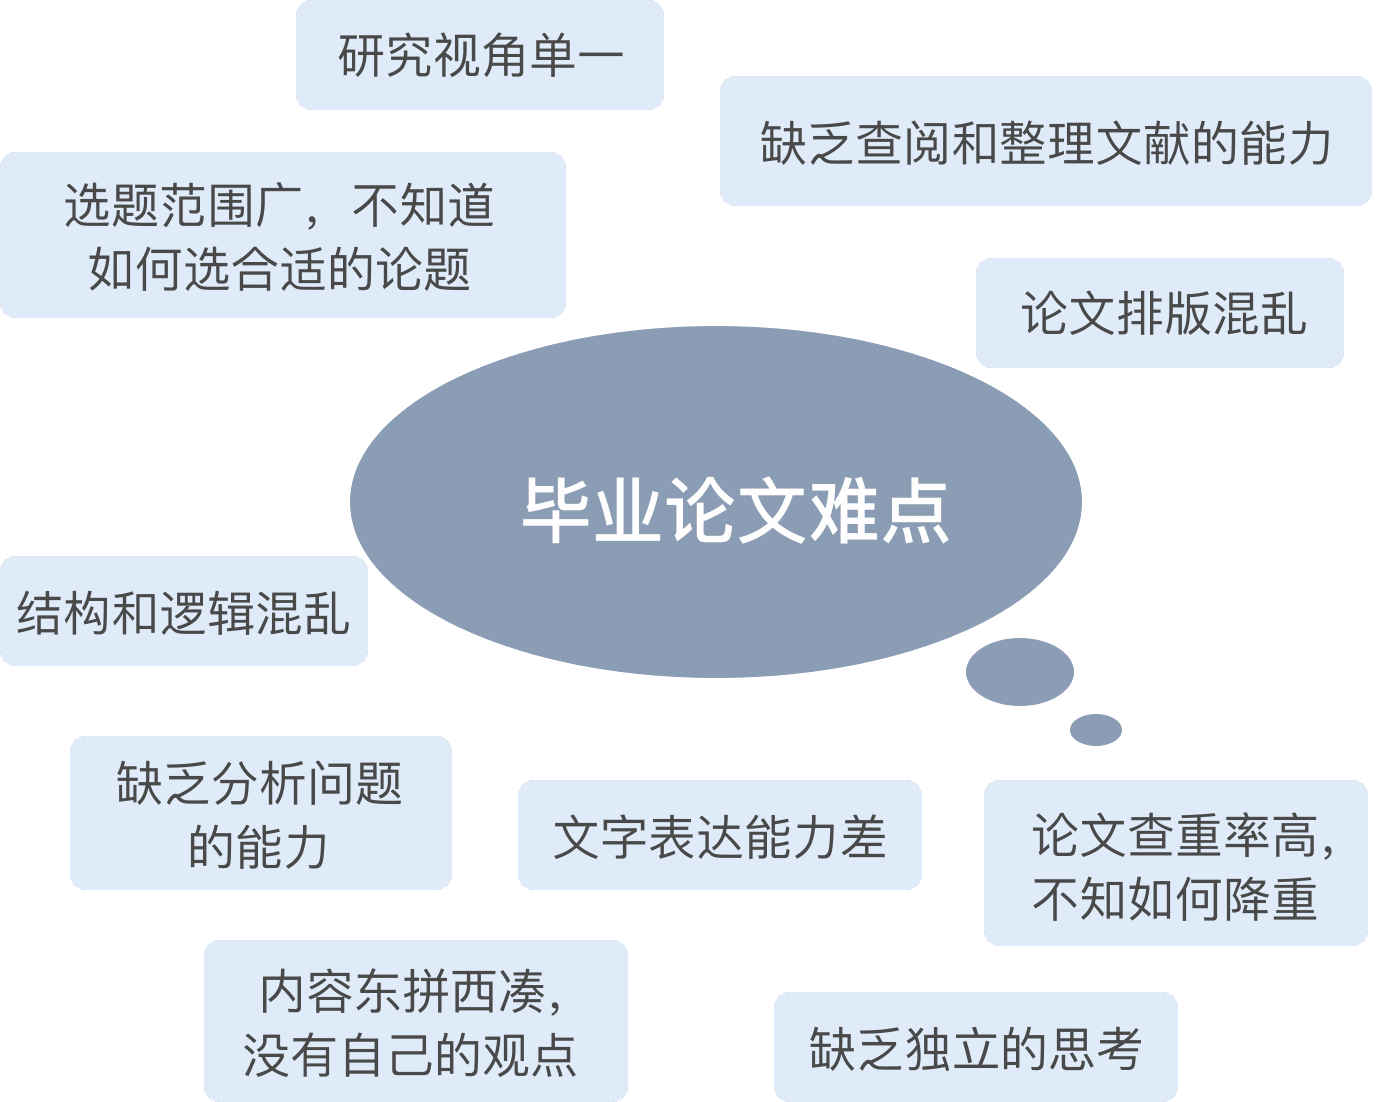 研究视角单一
缺乏查阅和整理文献的能力
选题范围广，不知道
如何选合适的论题
论文排版混乱
毕业论文难点
结构和逻辑混乱
缺乏分析问题
的能力
文字表达能力差
论文查重率高，
不知如何降重
内容东拼西凑，
没有自己的观点
缺乏独立的思考